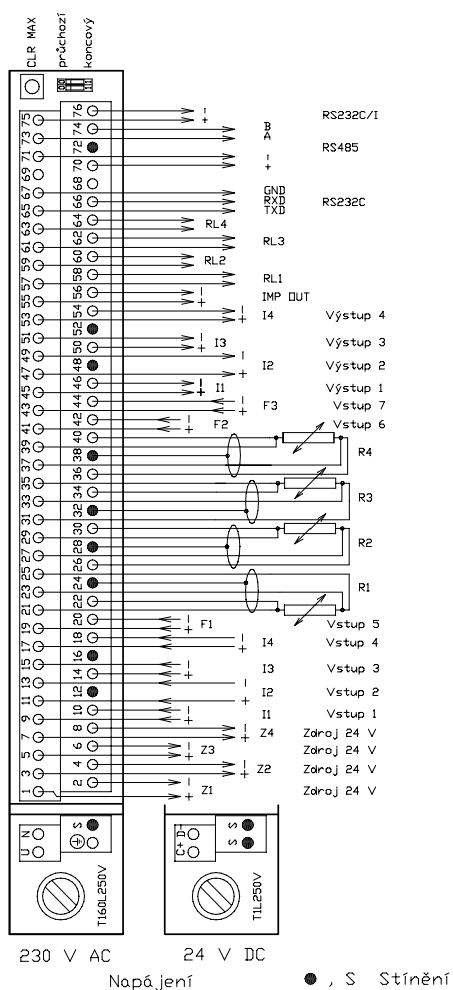 CLR MAX
průchozí
koncový
75 76 - + RS232C/I
73 74 B A
71 72 RS485
69 70 - +
67 68 GND
65 66 RXD TXD RS232C
63 64 RL4
61 62 RL3
59 60 RL2
57 58 RL1
55 56 - + IMP OUT
53 54 - + I4 Výstup 4
51 52
49 50 - + I3 Výstup 3
47 48 - + I2 Výstup 2
45 46 - + I1 Výstup 1
43 44 - + F3 Vstup 7
41 42 - + F2 Vstup 6
39 40
37 38 R4
35 36
33 34 R3
31 32
29 30
27 28 R2
25 26
23 24 R1
21 22
19 20 - + F1 Vstup 5
17 18 - + I4 Vstup 4
15 16
13 14 - + I3 Vstup 3
11 12 - + I2 Vstup 2
9 10 - + I1 Vstup 1
7 8 - + Z4 Zdroj 24 V
5 6 - + Z3 Zdroj 24 V
3 4 - + Z2 Zdroj 24 V
1 2 - + Z1 Zdroj 24 V
U N S
T160L250V
C+ D- S S
T1L250V
230 V AC
24 V DC
Napájení
, S Stínění